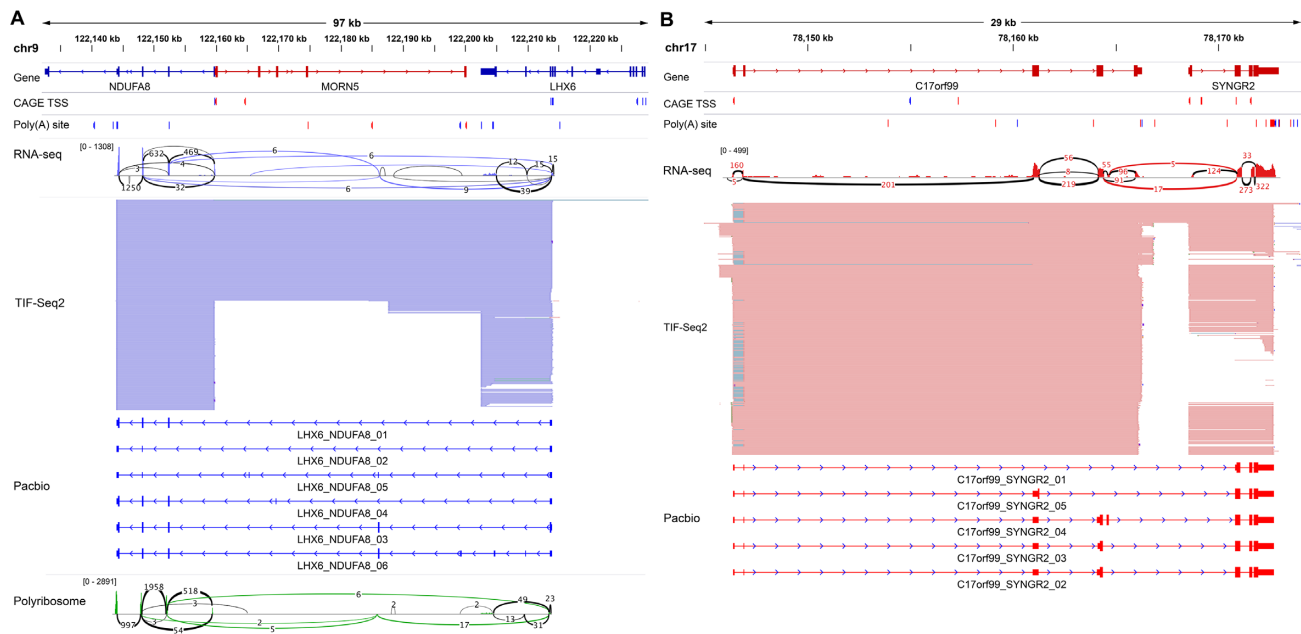 A
97 kb
chr9
122,140 kb 122,150 kb 122,160 kb 122,170 kb 122,180 kb 122,190 kb 122,200 kb 122,210 kb 122,220 kb
Gene
NDUFA8 MORN5 LHX6
CAGE TSS
Poly(A) site
RNA-seq
[0 - 1308]
632 469 6 6 12 15 15
3 4
1250 32 6 9 39
TIF-Seq2
Pacbio
LHX6_NDUFA8_01
LHX6_NDUFA8_02
LHX6_NDUFA8_05
LHX6_NDUFA8_04
LHX6_NDUFA8_03
LHX6_NDUFA8_06
Polyribosome
[0 - 2891]
1958 518 6 49 23
3 2 2
997 3 54 2 5 17 13 31
B
29 kb
chr17
78,150 kb 78,160 kb 78,170 kb
Gene
C17orf99 SYNGR2
CAGE TSS
Poly(A) site
RNA-seq
[0 - 499]
160 56 55 5 33
8 96 124
5 201 219 91 17 273 322
TIF-Seq2
Pacbio
C17orf99_SYNGR2_01
C17orf99_SYNGR2_05
C17orf99_SYNGR2_04
C17orf99_SYNGR2_03
C17orf99_SYNGR2_02